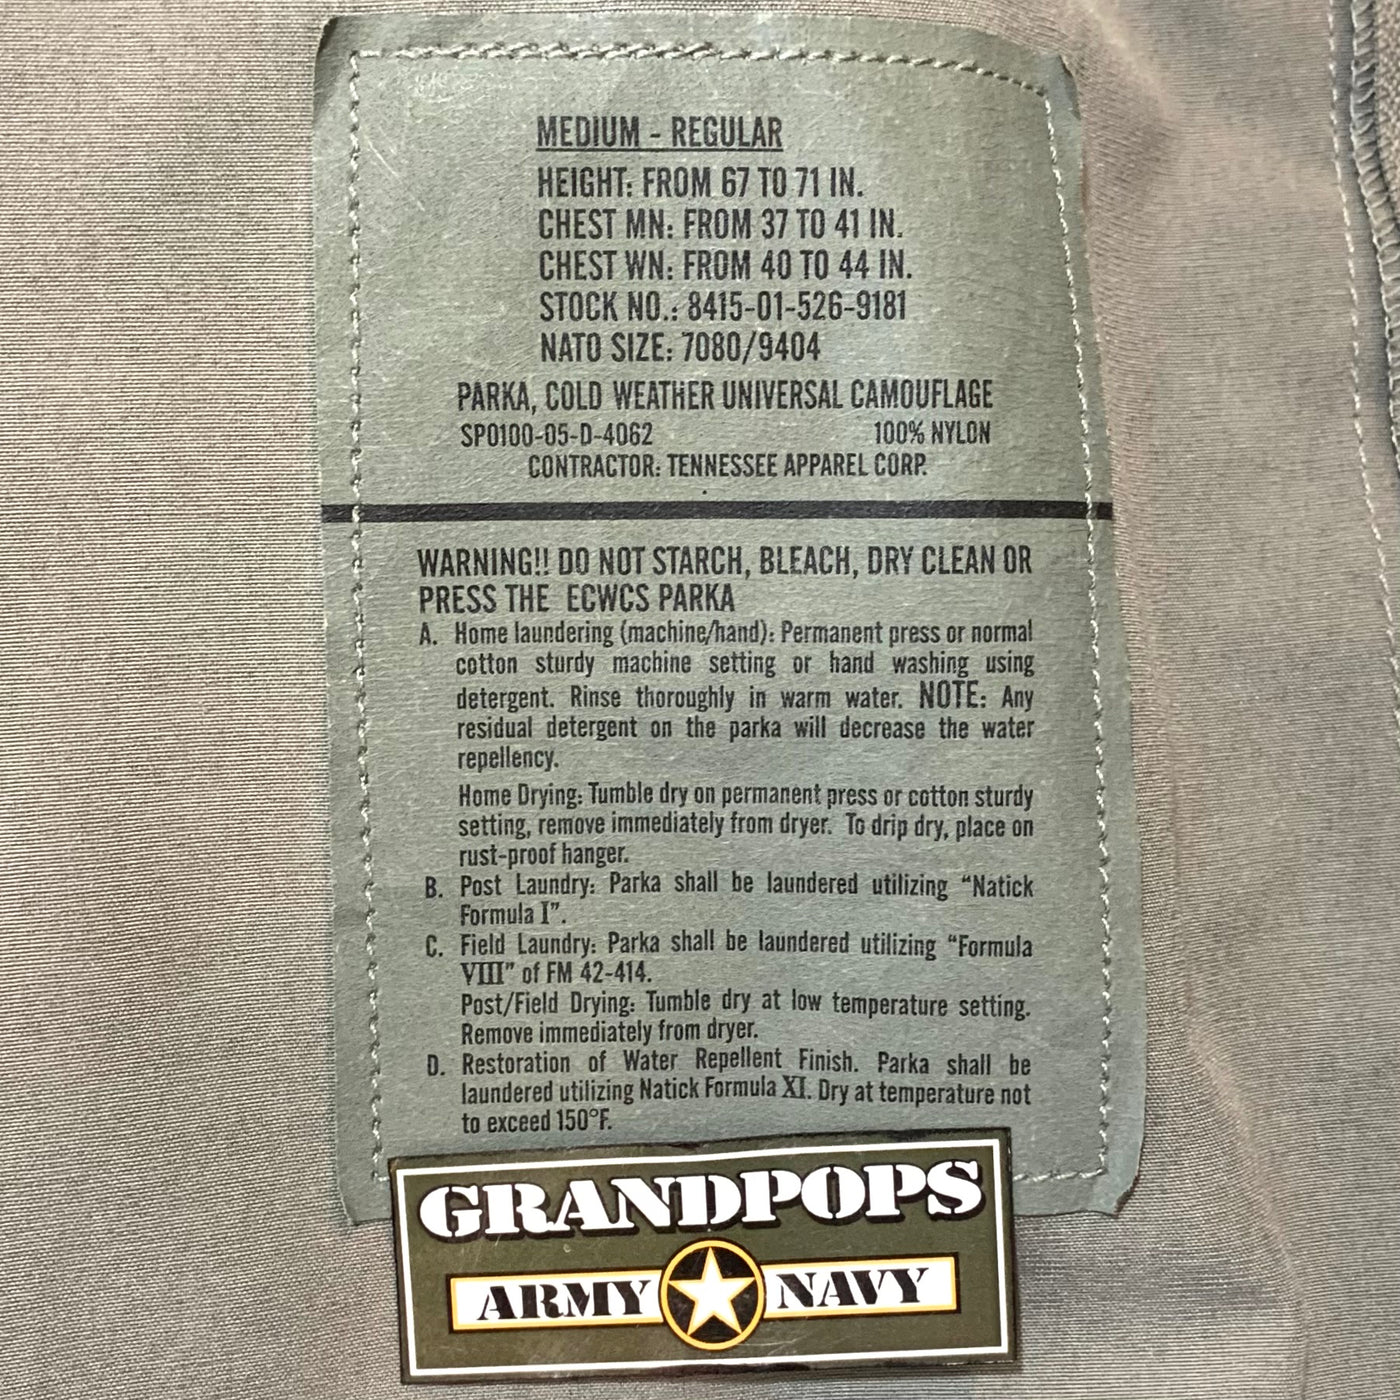 MEDIUM - REGULAR
HEIGHT: FROM 67 TO 71 IN.
CHEST MN: FROM 37 TO 41 IN.
CHEST WN: FROM 40 TO 44 IN.
STOCK NO.: 8415-01-526-9181
NATO SIZE: 7080/9404
PARKA, COLD WEATHER UNIVERSAL CAMOUFLAGE
SPO100-05-D-4062 100% NYLON
CONTRACTOR: TENNESSEE APPAREL CORP.
WARNING!! DO NOT STARCH, BLEACH, DRY CLEAN OR
PRESS THE ECWCS PARKA
A. Home laundering (machine/hand): Permanent press or normal
cotton sturdy machine setting or hand washing using
detergent. Rinse thoroughly in warm water. NOTE: Any
residual detergent on the parka will decrease the water
repellency.
Home Drying: Tumble dry on permanent press or cotton sturdy
setting, remove immediately from dryer. To drip dry, place on
rust-proof hanger.
B. Post Laundry: Parka shall be laundered utilizing “Natick
Formula I”.
C. Field Laundry: Parka shall be laundered utilizing “Formula
VIII” of FM 42-414.
Post/Field Drying: Tumble dry at low temperature setting.
Remove immediately from dryer.
D. Restoration of Water Repellent Finish. Parka shall be
laundered utilizing Natick Formula XI. Dry at temperature not
to exceed 150°F.
GRANDPOPS
ARMY NAVY